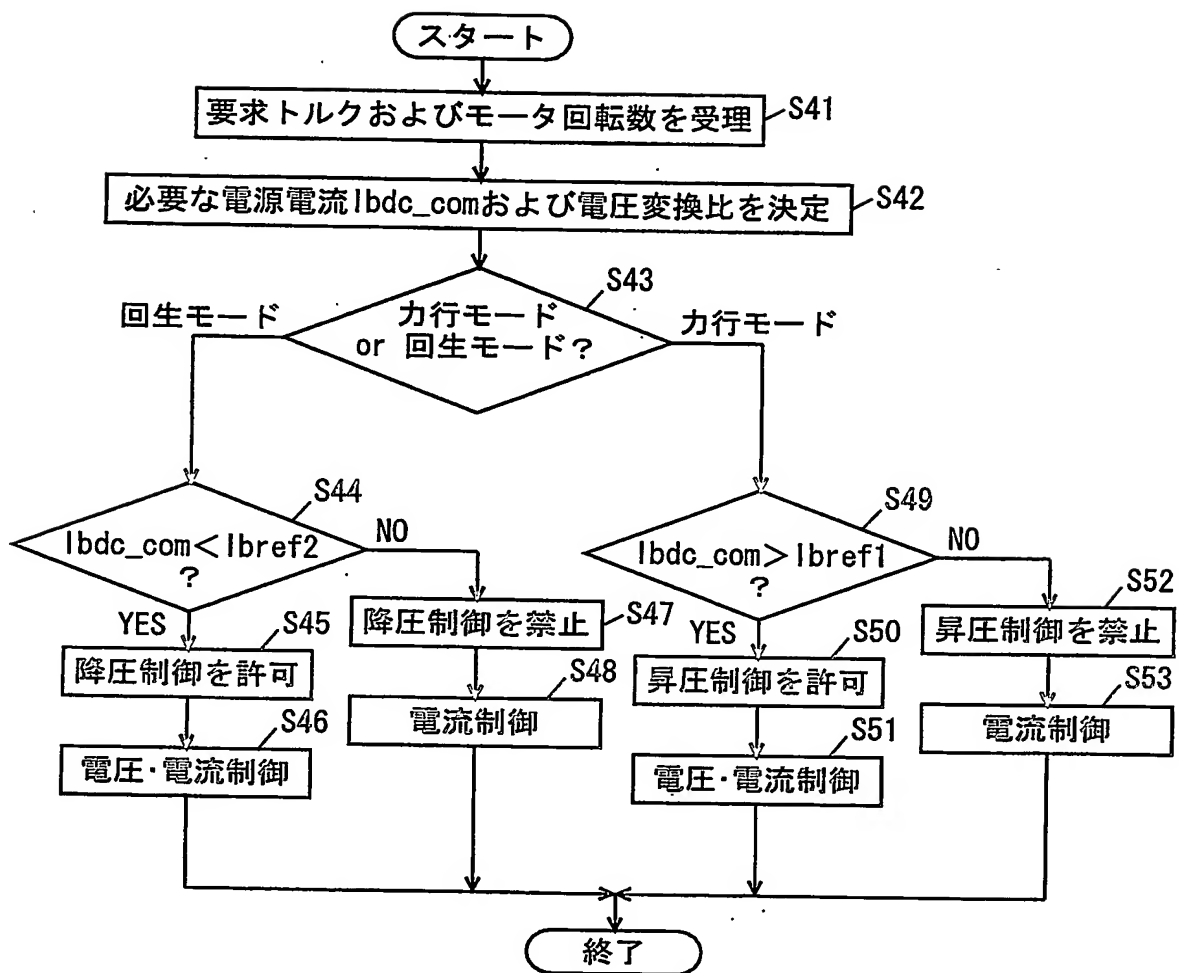 スタート
要求トルクおよびモータ回転数を受理
S41
必要な電源電流Ibdc_comおよび電圧変換比を決定
S42
S43
力行モード
or 回生モード?
回生モード
力行モード
S44
Ibdc_com<Ibref2
?
NO
YES
S45
降圧制御を許可
S46
電圧・電流制御
降圧制御を禁止
S47
S48
電流制御
S49
Ibdc_com>Ibref1
?
NO
YES
S50
昇圧制御を許可
S51
電圧・電流制御
S52
昇圧制御を禁止
S53
電流制御
終了